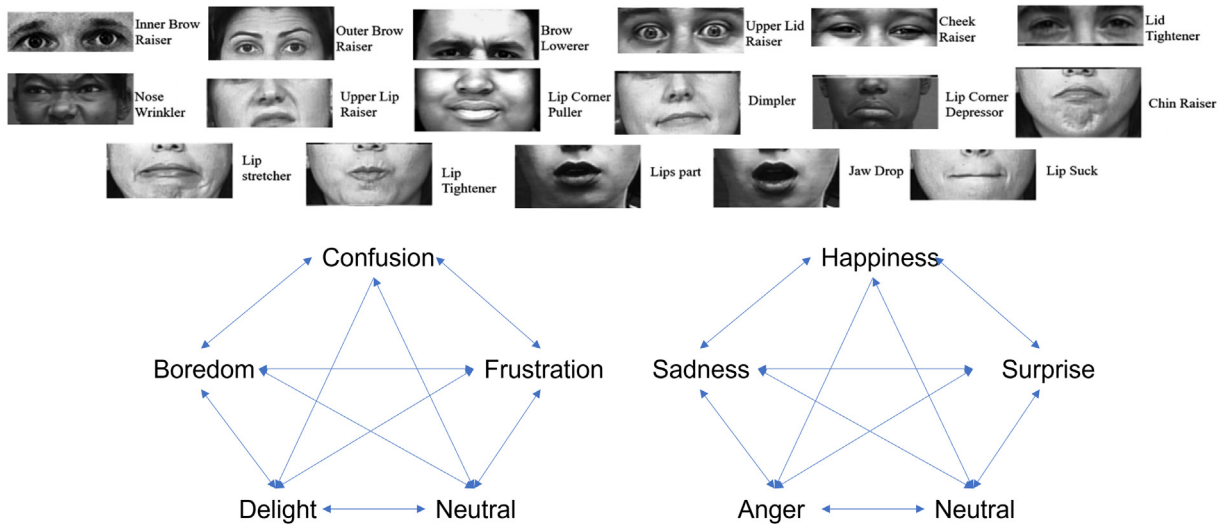 Inner Brow
Raiser
Outer Brow
Raiser
Brow
Lowerer
Upper Lid
Raiser
Cheek
Raiser
Lid
Tightener
Nose
Wrinkler
Upper Lip
Raiser
Lip Corner
Puller
Dimpler
Lip Corner
Depressor
Chin Raiser
Lip
stretcher
Lip
Tightener
Lips part
Jaw Drop
Lip Suck
Confusion
Boredom
Frustration
Delight
Neutral
Happiness
Sadness
Surprise
Anger
Neutral